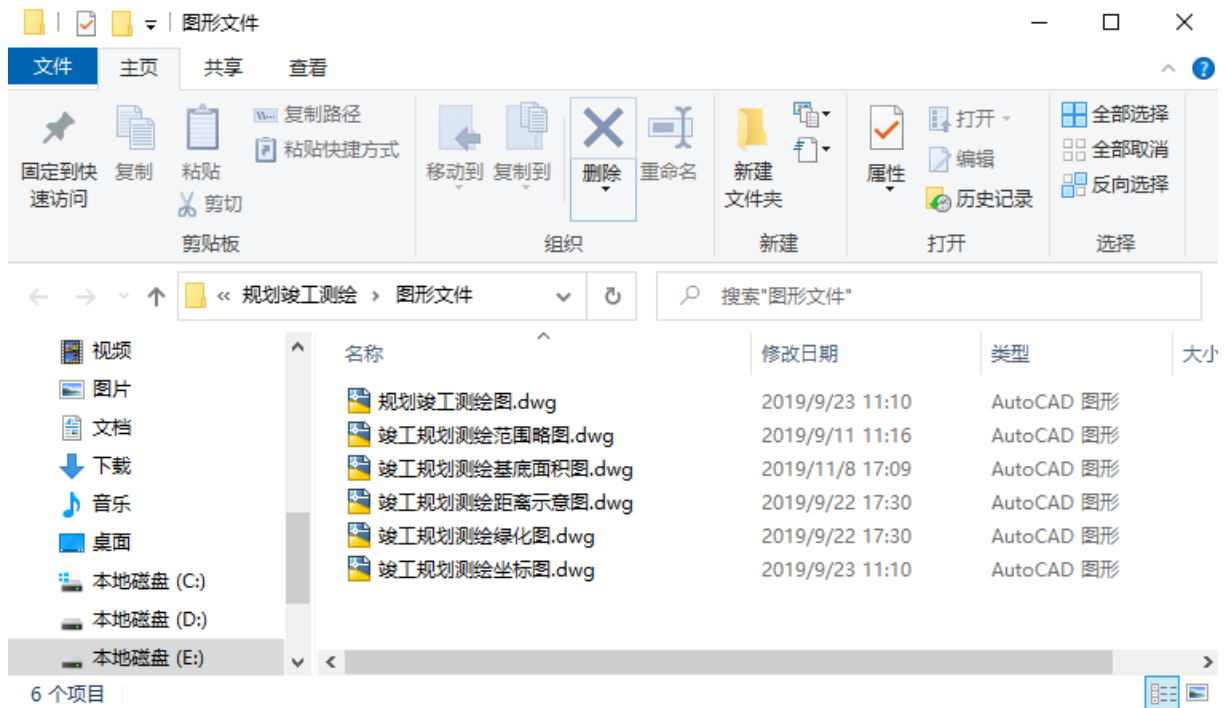 图形文件
文件 主页 共享 查看
固定到快速访问 复制 粘贴 复制路径 粘贴快捷方式 剪切 移动到 复制到 删除 重命名 新建文件夹 属性 打开 编辑 历史记录 全部选择 全部取消 反向选择
剪贴板 组织 新建 打开 选择
« 规划竣工测绘 › 图形文件 搜索"图形文件"
名称 修改日期 类型 大小
视频
图片
文档
下载
音乐
桌面
本地磁盘 (C:)
本地磁盘 (D:)
本地磁盘 (E:)
规划竣工测绘图.dwg 2019/9/23 11:10 AutoCAD 图形
竣工规划测绘范围略图.dwg 2019/9/11 11:16 AutoCAD 图形
竣工规划测绘基底面积图.dwg 2019/11/8 17:09 AutoCAD 图形
竣工规划测绘距离示意图.dwg 2019/9/22 17:30 AutoCAD 图形
竣工规划测绘绿化图.dwg 2019/9/22 17:30 AutoCAD 图形
竣工规划测绘坐标图.dwg 2019/9/23 11:10 AutoCAD 图形
6 个项目